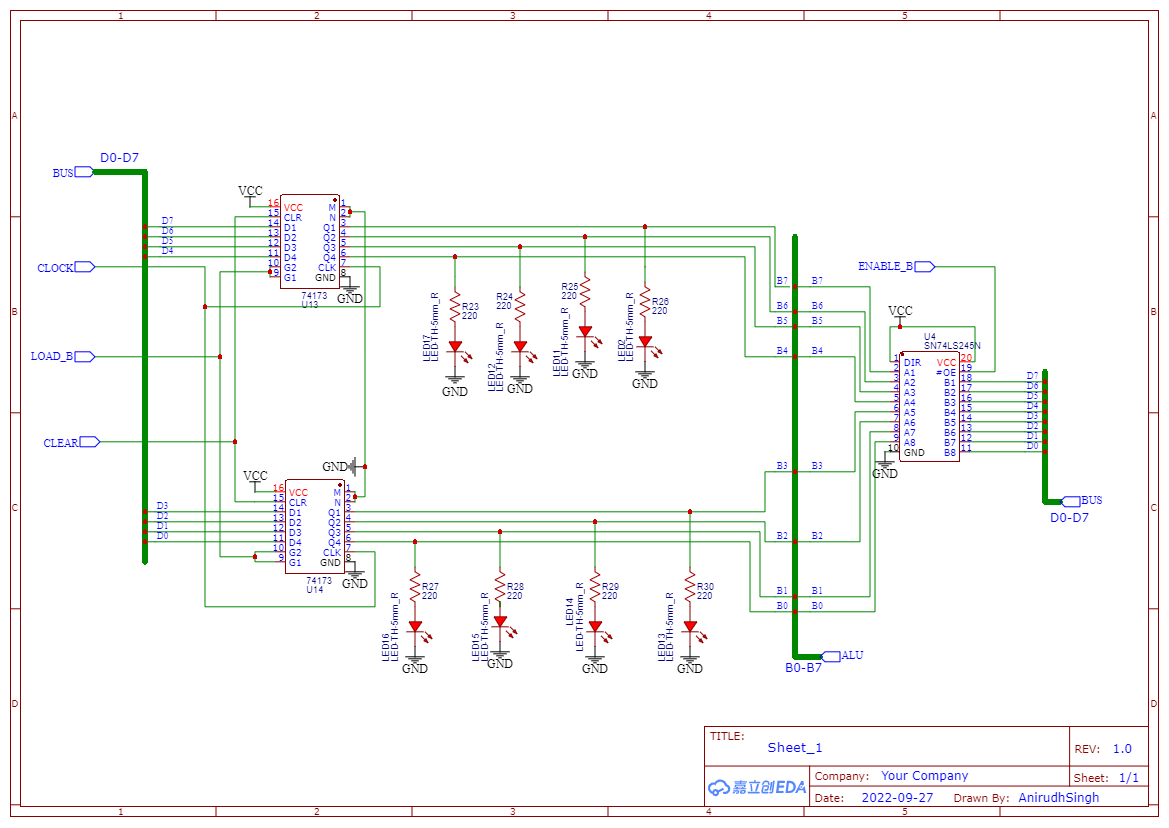 1 2 3 4 5
A A
B B
C C
D D
BUS D0-D7
CLOCK
LOAD_B
CLEAR
D7
D6
D5
D4
VCC
16 VCC M 1
15 CLR N 2
14 D1 Q1 3
13 D2 Q2 4
12 D3 Q3 5
11 D4 Q4 6
10 G2 CLK 7
9 G1 GND 8
74173
U13
GND
LED17
LED-TH-5mm_R
R23
220
GND
LED12
LED-TH-5mm_R
R24
220
GND
LED11
LED-TH-5mm_R
R25
220
GND
LED2
LED-TH-5mm_R
R26
220
GND
B7 B7
B6 B6
B5 B5
B4 B4
B3 B3
B2 B2
B1 B1
B0 B0
ENABLE_B
VCC
U4
SN74LS245N
1 DIR VCC 20
2 A1 #OE 19
3 A2 B1 18
4 A3 B2 17
5 A4 B3 16
6 A5 B4 15
7 A6 B5 14
8 A7 B6 13
9 A8 B7 12
10 GND B8 11
GND
D7
D6
D5
D4
D3
D2
D1
D0
BUS
D0-D7
GND
VCC
D3
D2
D1
D0
16 VCC M 1
15 CLR N 2
14 D1 Q1 3
13 D2 Q2 4
12 D3 Q3 5
11 D4 Q4 6
10 G2 CLK 7
9 G1 GND 8
74173
U14
GND
LED16
LED-TH-5mm_R
R27
220
GND
LED15
LED-TH-5mm_R
R28
220
GND
LED14
LED-TH-5mm_R
R29
220
GND
LED13
LED-TH-5mm_R
R30
220
GND
ALU
B0-B7
TITLE:
Sheet_1
REV: 1.0
嘉立创EDA
Company: Your Company
Sheet: 1/1
Date: 2022-09-27 Drawn By: AnirudhSingh
1 2 3 4 5